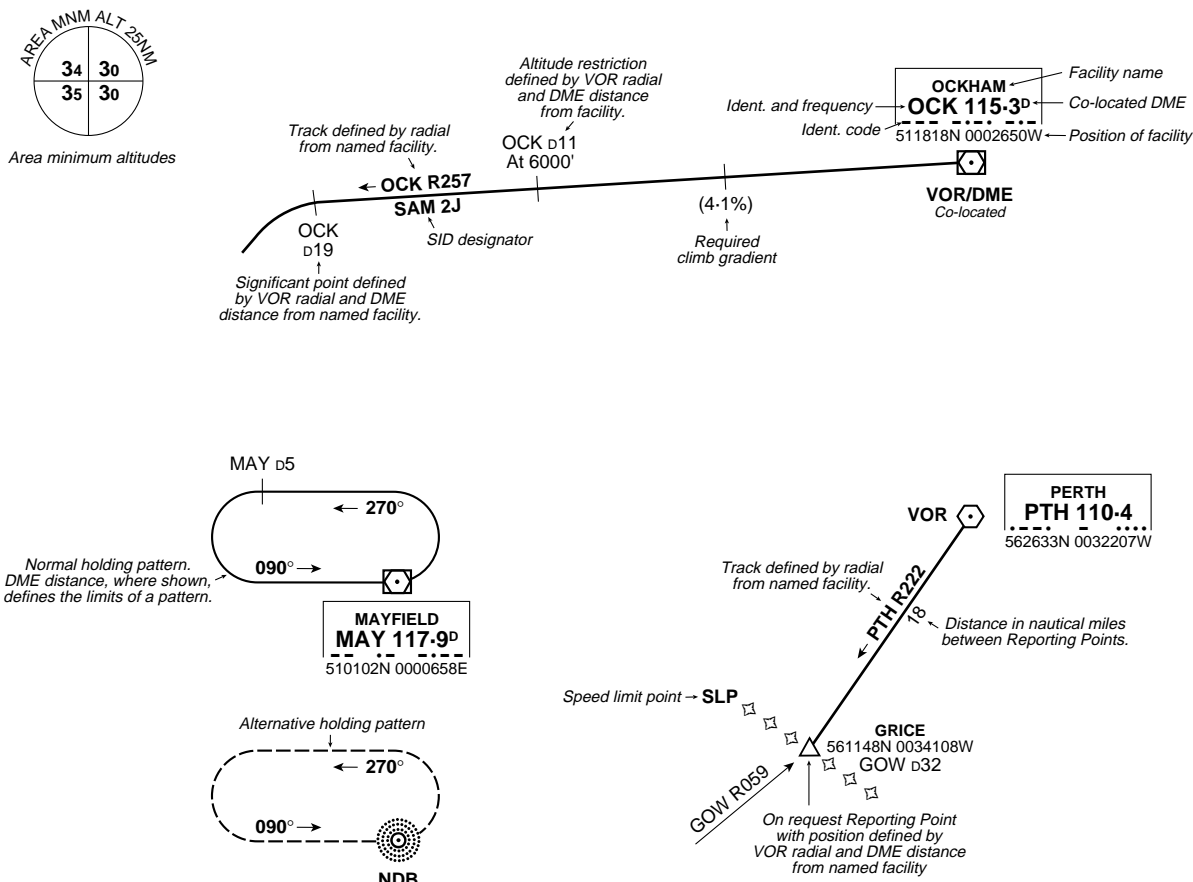 AREA MNM ALT 25NM
34 30
35 30
Area minimum altitudes
Track defined by radial
from named facility.
Altitude restriction
defined by VOR radial
and DME distance
from facility.
OCK D11
At 6000'
← OCK R257
SAM 2J
SID designator
OCK
D19
Significant point defined
by VOR radial and DME
distance from named facility.
(4·1%)
Required
climb gradient
OCKHAM
OCK 115·3D
511818N 0002650W
Facility name
Ident. and frequency
Co-located DME
Ident. code
Position of facility
VOR/DME
Co-located
MAY D5
← 270°
090° →
Normal holding pattern.
DME distance, where shown,
defines the limits of a pattern.
MAYFIELD
MAY 117·9D
510102N 0000658E
Alternative holding pattern
← 270°
090° →
NDB
VOR
PERTH
PTH 110·4
562633N 0032207W
Track defined by radial
from named facility.
← PTH R222
18
Distance in nautical miles
between Reporting Points.
Speed limit point → SLP
GRICE
561148N 0034108W
GOW D32
GOW R059
On request Reporting Point
with position defined by
VOR radial and DME distance
from named facility